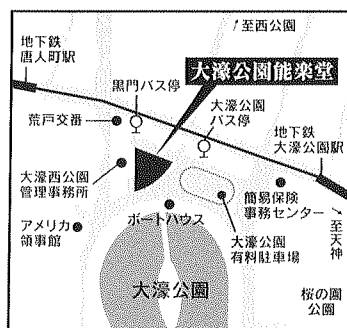 至西公園
地下鉄
唐人町駅
大濠公園能楽堂
黒門バス停
大濠公園
バス停
荒戸交番
地下鉄
大濠公園駅
大濠西公園
管理事務所
簡易保険
事務センター
ボートハウス
アメリカ
領事館
大濠公園
有料駐車場
至天神
大濠公園
桜の園
公園